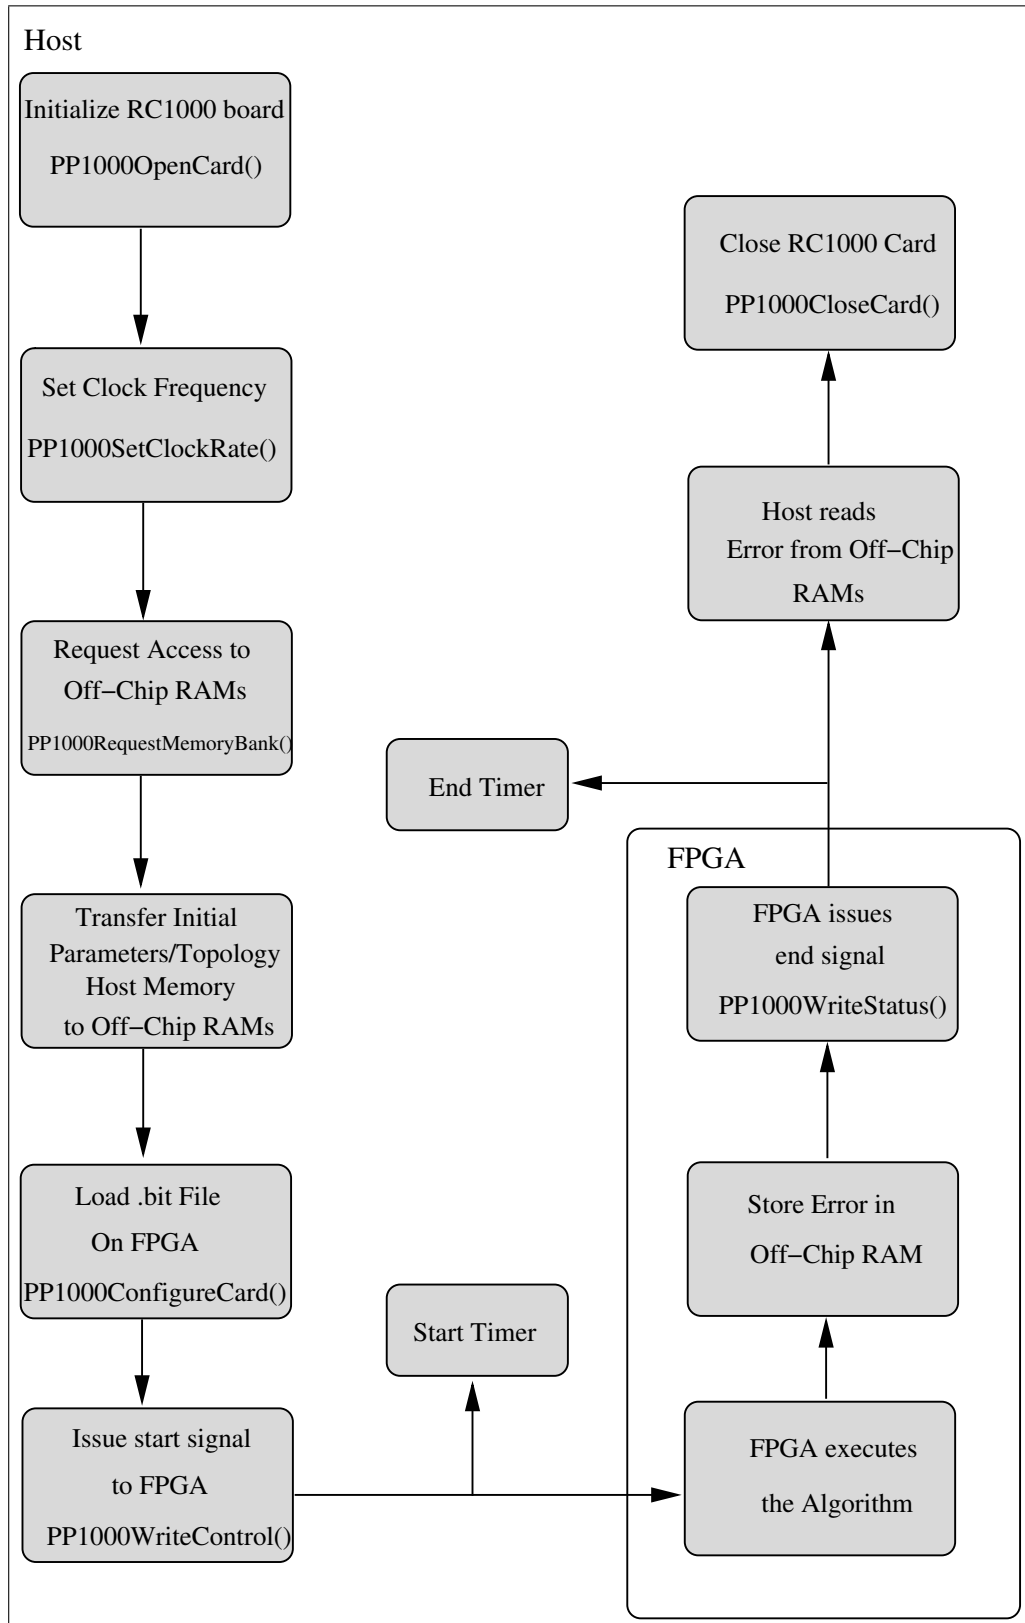 Host
Initialize RC1000 board
PP1000OpenCard()
Set Clock Frequency
PP1000SetClockRate()
Request Access to
Off−Chip RAMs
PP1000RequestMemoryBank()
Transfer Initial
Parameters/Topology
Host Memory
to Off−Chip RAMs
Load .bit File
On FPGA
PP1000ConfigureCard()
Issue start signal
to FPGA
PP1000WriteControl()
Start Timer
End Timer
FPGA
FPGA executes
the Algorithm
Store Error in
Off−Chip RAM
FPGA issues
end signal
PP1000WriteStatus()
Host reads
Error from Off−Chip
RAMs
Close RC1000 Card
PP1000CloseCard()